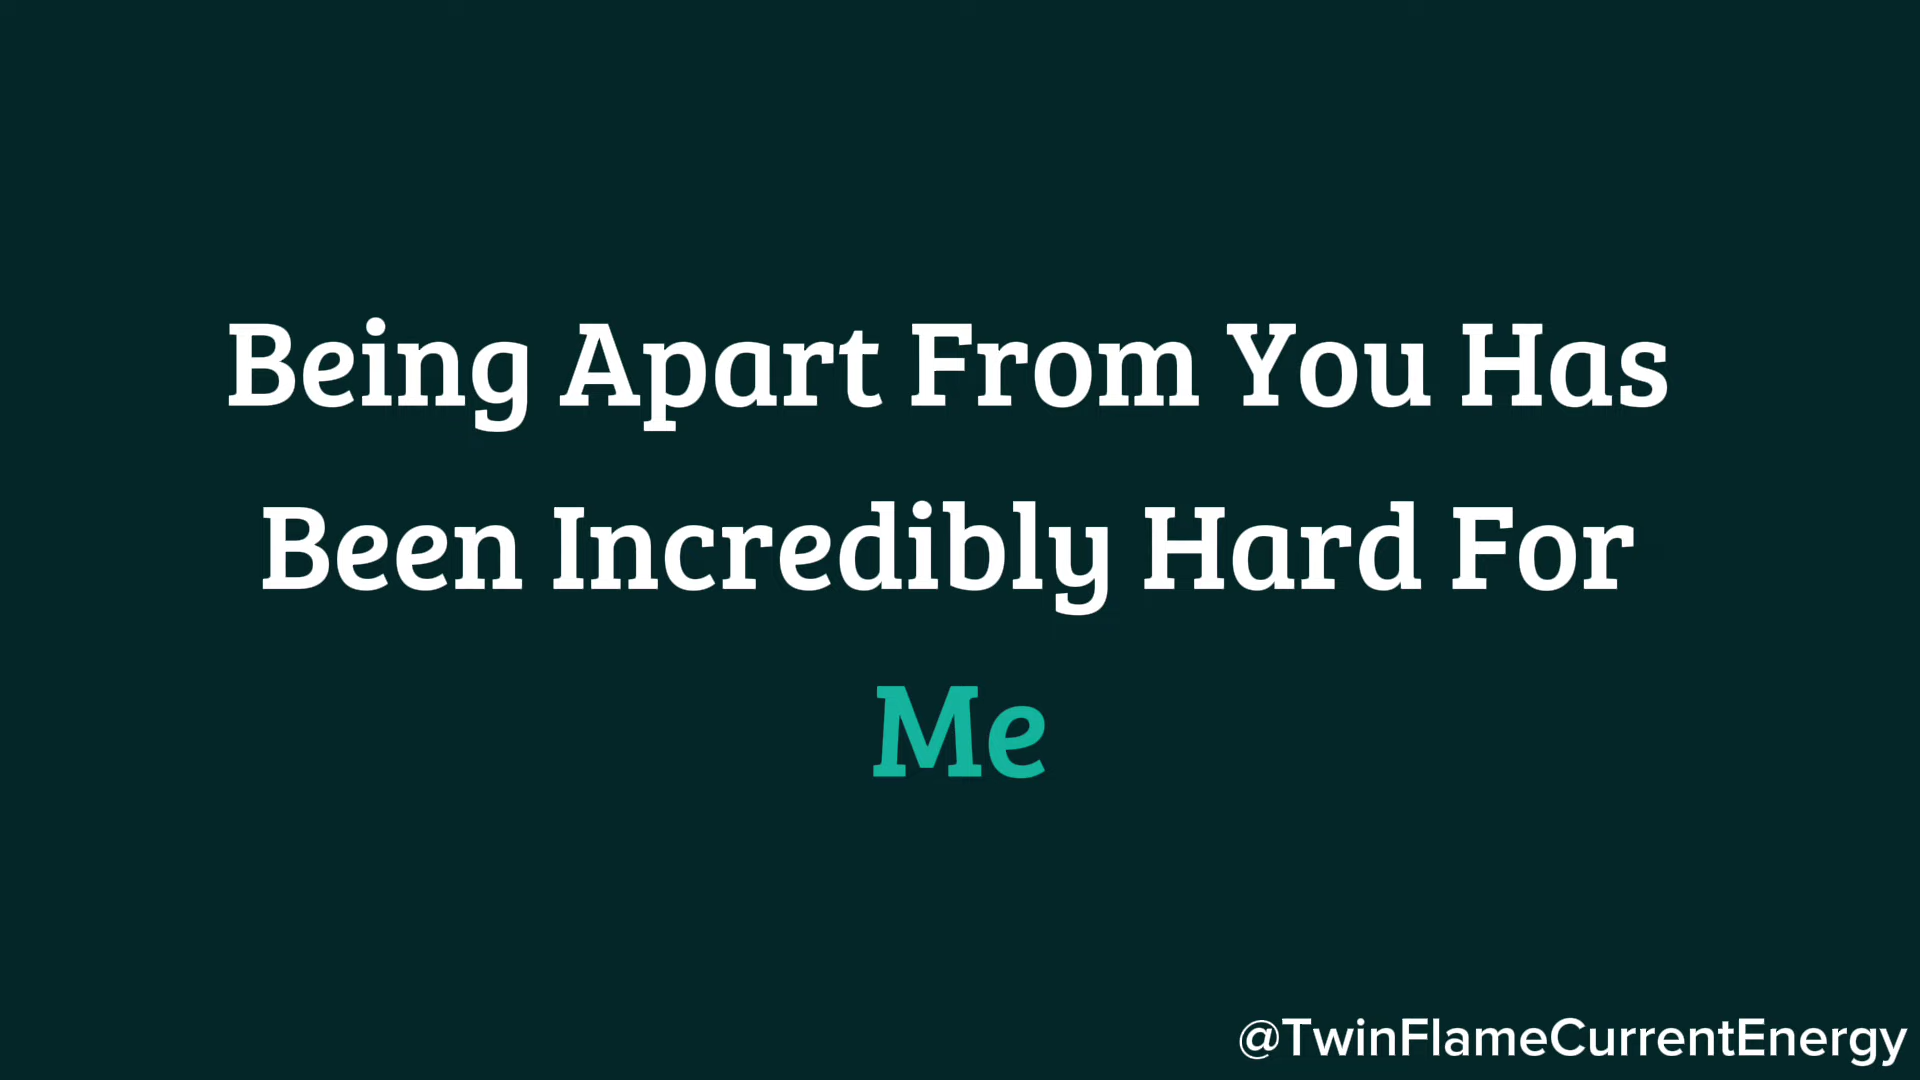 Being Apart From You Has
Been Incredibly Hard For
Me
@TwinFlameCurrentEnergy